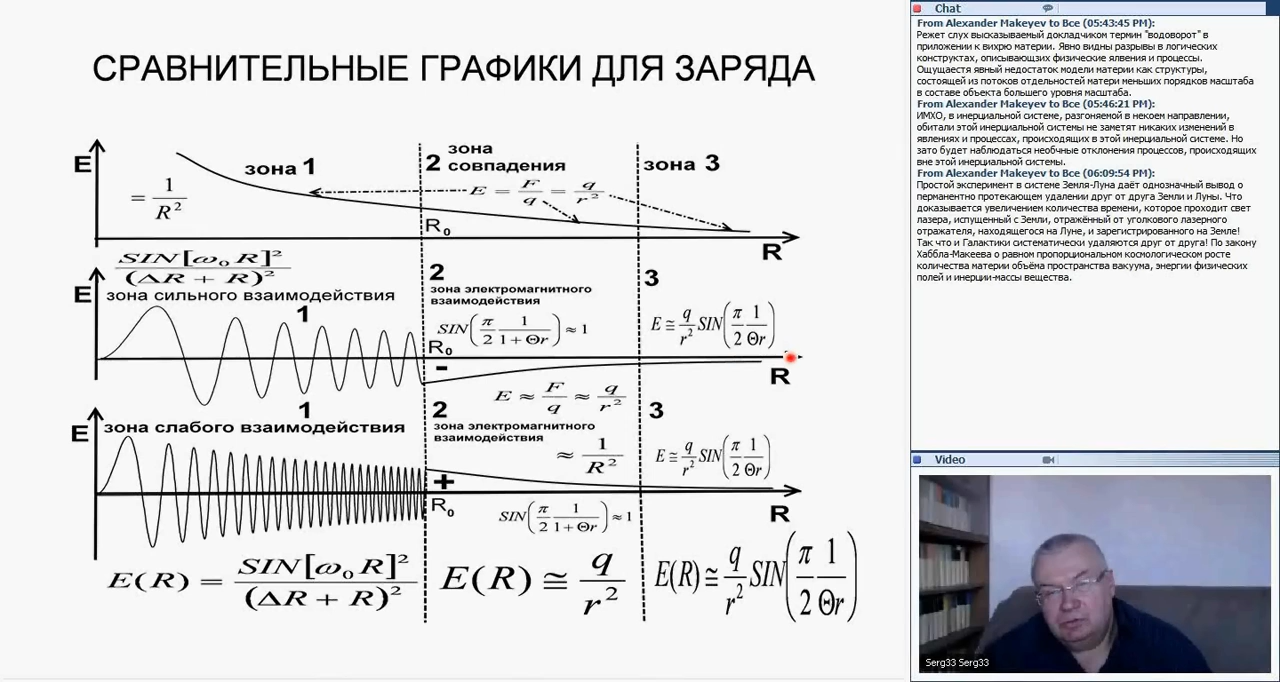 СРАВНИТЕЛЬНЫЕ ГРАФИКИ ДЛЯ ЗАРЯДА
E
= 1/R²
зона 1
2 зона совпадения
E = F/q = q/r²
зона 3
R₀
R
SIN[ω₀R]²/(ΔR + R)²
E
зона сильного взаимодействия
1
2
зона электромагнитного
взаимодействия
SIN(π/2 1/(1+Θr)) ≈ 1
R₀
-
E ≈ F/q ≈ q/r²
3
E ≅ q/r² SIN(π/2 1/Θr)
R
E
1
зона слабого взаимодействия
2
зона электромагнитного
взаимодействия
≈ 1/R²
+
R₀
SIN(π/2 1/(1+Θr)) ≈ 1
3
E ≅ q/r² SIN(π/2 1/Θr)
R
E(R) = SIN[ω₀R]²/(ΔR + R)²
E(R) ≅ q/r²
E(R) ≅ q/r² SIN(π/2 1/Θr)
Chat
From Alexander Makeyev to Все (05:43:45 PM):
Режет слух высказываемый докладчиком термин "водоворот" в
приложении к вихрю материи. Явно видны разрывы в логических
конструктах, описывающзих физические ялвения и процессы.
Ощущаестя явный недостаток модели материи как структуры,
состоящей из потоков отдельностей матери меньших порядков масштаба
в составе объекта большего уровня масштаба.
From Alexander Makeyev to Все (05:46:21 PM):
ИМХО, в инерциальной системе, разгоняемой в некоем направлении,
обитали этой инерциальной системы не заметят никаких изменений в
явлениях и процессах, происходящих в этой инерциальной системе. Но
зато будет наблюдаться необчные отклонения процессов, происходящих
вне этой инерциальной системы.
From Alexander Makeyev to Все (06:09:54 PM):
Простой эксперимент в системе Земля-Луна даёт однозначный вывод о
перманентно протекающем удалении друг от друга Земли и Луны. Что
доказывается увеличением количества времени, которое проходит свет
лазера, испущенный с Земли, отражённый от уголкового лазерного
отражателя, находящегося на Луне, и зарегистрированного на Земле!
Так что и Галактики систематически удаляются друг от друга! По закону
Хаббла-Макеева о равном пропорциональном космологическом росте
количества материи объёма пространства вакуума, энергии физических
полей и инерции-массы вещества.
Video
Serg33 Serg33